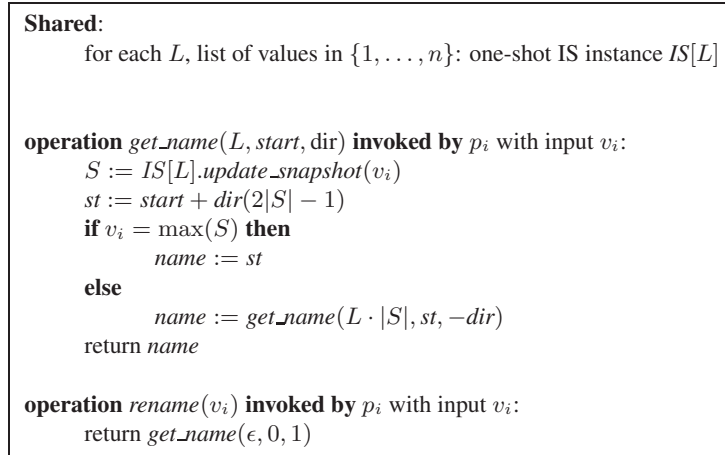 Shared:
for each L, list of values in {1, . . . , n}: one-shot IS instance IS[L]
operation get_name(L, start, dir) invoked by p_i with input v_i:
S := IS[L].update_snapshot(v_i)
st := start + dir(2|S| − 1)
if v_i = max(S) then
name := st
else
name := get_name(L · |S|, st, −dir)
return name
operation rename(v_i) invoked by p_i with input v_i:
return get_name(ϵ, 0, 1)